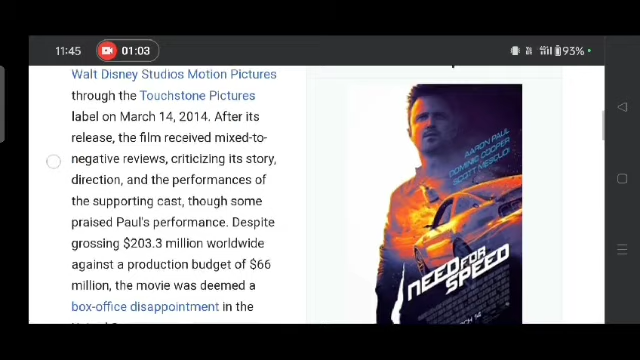 11:45
01:03
93%
Walt Disney Studios Motion Pictures
through the Touchstone Pictures
label on March 14, 2014. After its
release, the film received mixed-to-
negative reviews, criticizing its story,
direction, and the performances of
the supporting cast, though some
praised Paul's performance. Despite
grossing $203.3 million worldwide
against a production budget of $66
million, the movie was deemed a
box-office disappointment in the
AARON PAUL
DOMINIC COOPER
SCOTT MESCUDI
NEED FOR
SPEED
MARCH 14